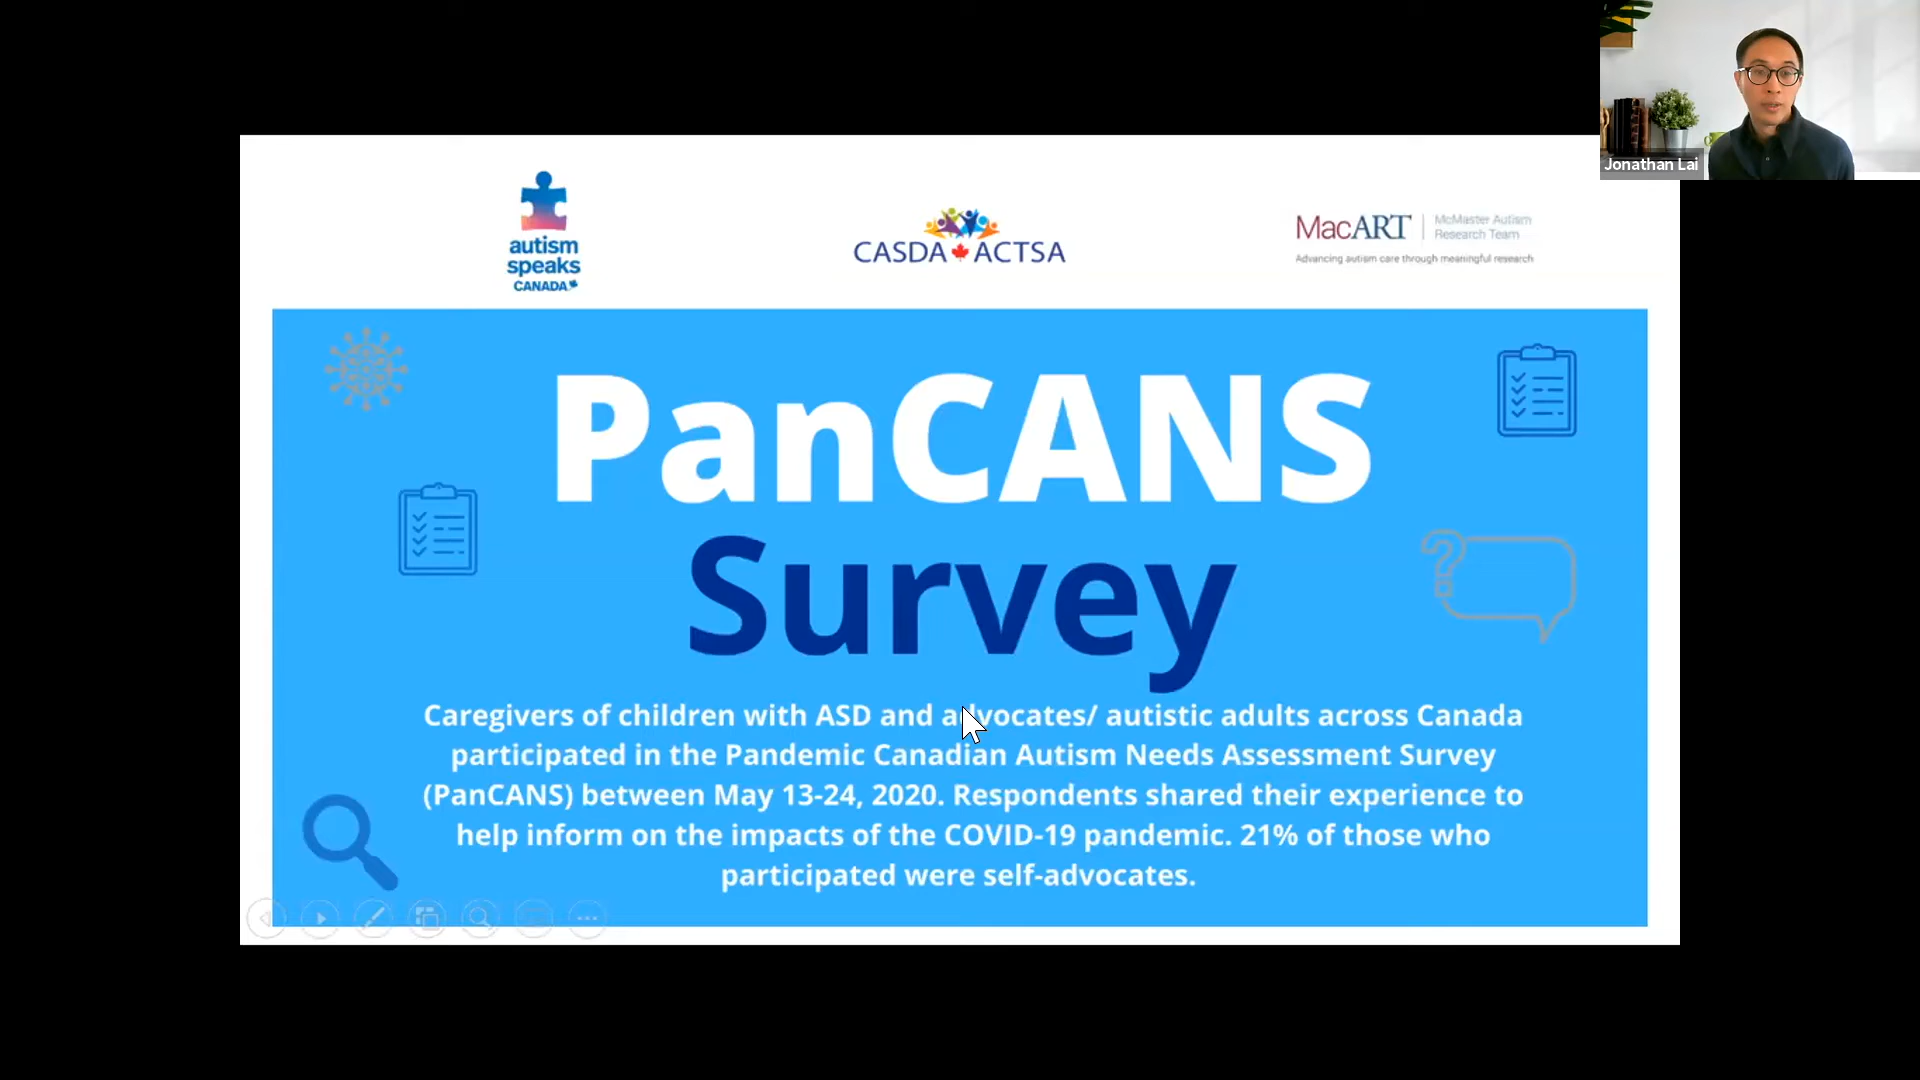 Jonathan Lai
autism
speaks
CANADA
CASDA ACTSA
MacART
McMaster Autism
Research Team
Advancing autism care through meaningful research
PanCANS
Survey
Caregivers of children with ASD and advocates/ autistic adults across Canada
participated in the Pandemic Canadian Autism Needs Assessment Survey
(PanCANS) between May 13-24, 2020. Respondents shared their experience to
help inform on the impacts of the COVID-19 pandemic. 21% of those who
participated were self-advocates.